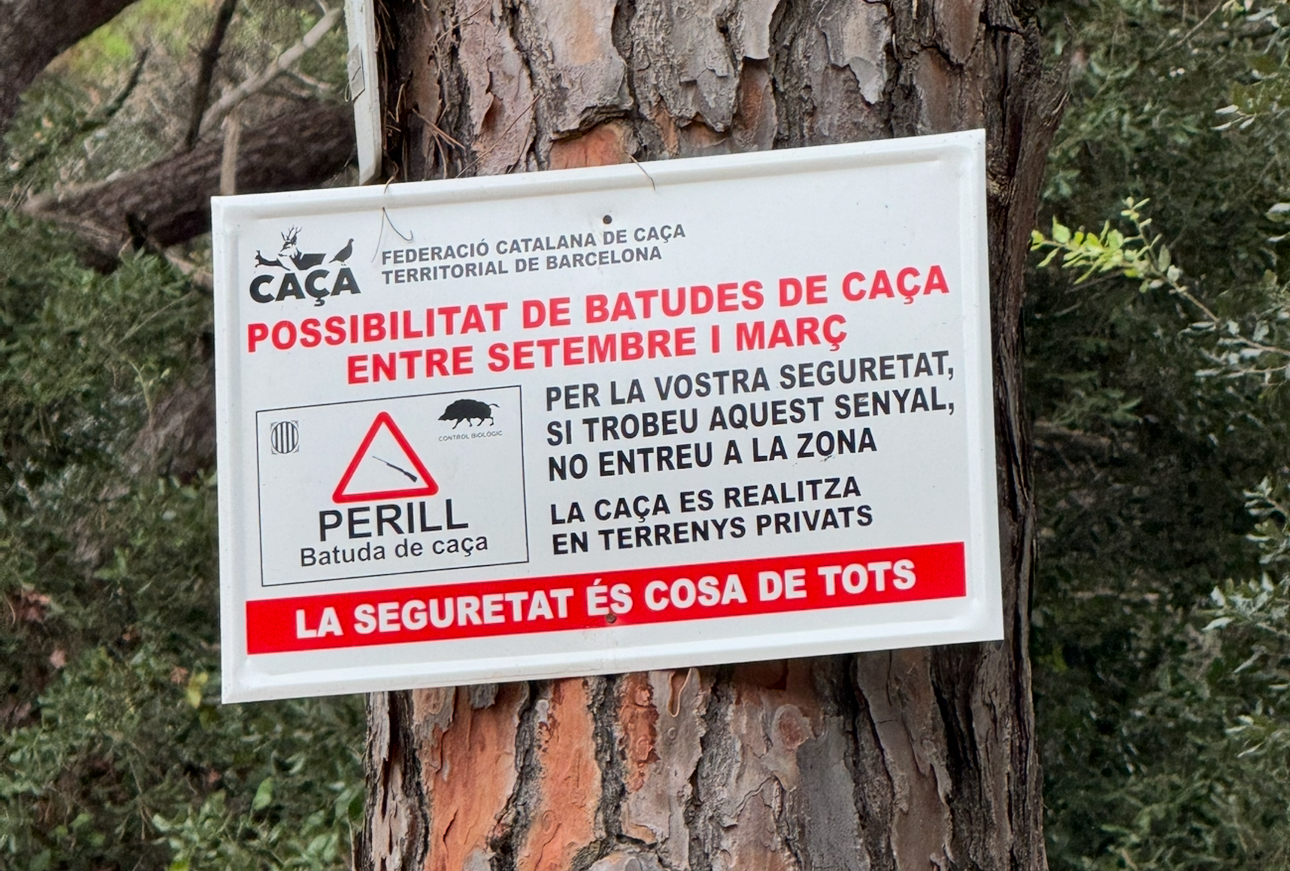 CAÇA
FEDERACIÓ CATALANA DE CAÇA
TERRITORIAL DE BARCELONA
POSSIBILITAT DE BATUDES DE CAÇA
ENTRE SETEMBRE I MARÇ
CONTROL BIOLÒGIC
PERILL
Batuda de caça
PER LA VOSTRA SEGURETAT,
SI TROBEU AQUEST SENYAL,
NO ENTREU A LA ZONA
LA CAÇA ES REALITZA
EN TERRENYS PRIVATS
LA SEGURETAT ÉS COSA DE TOTS